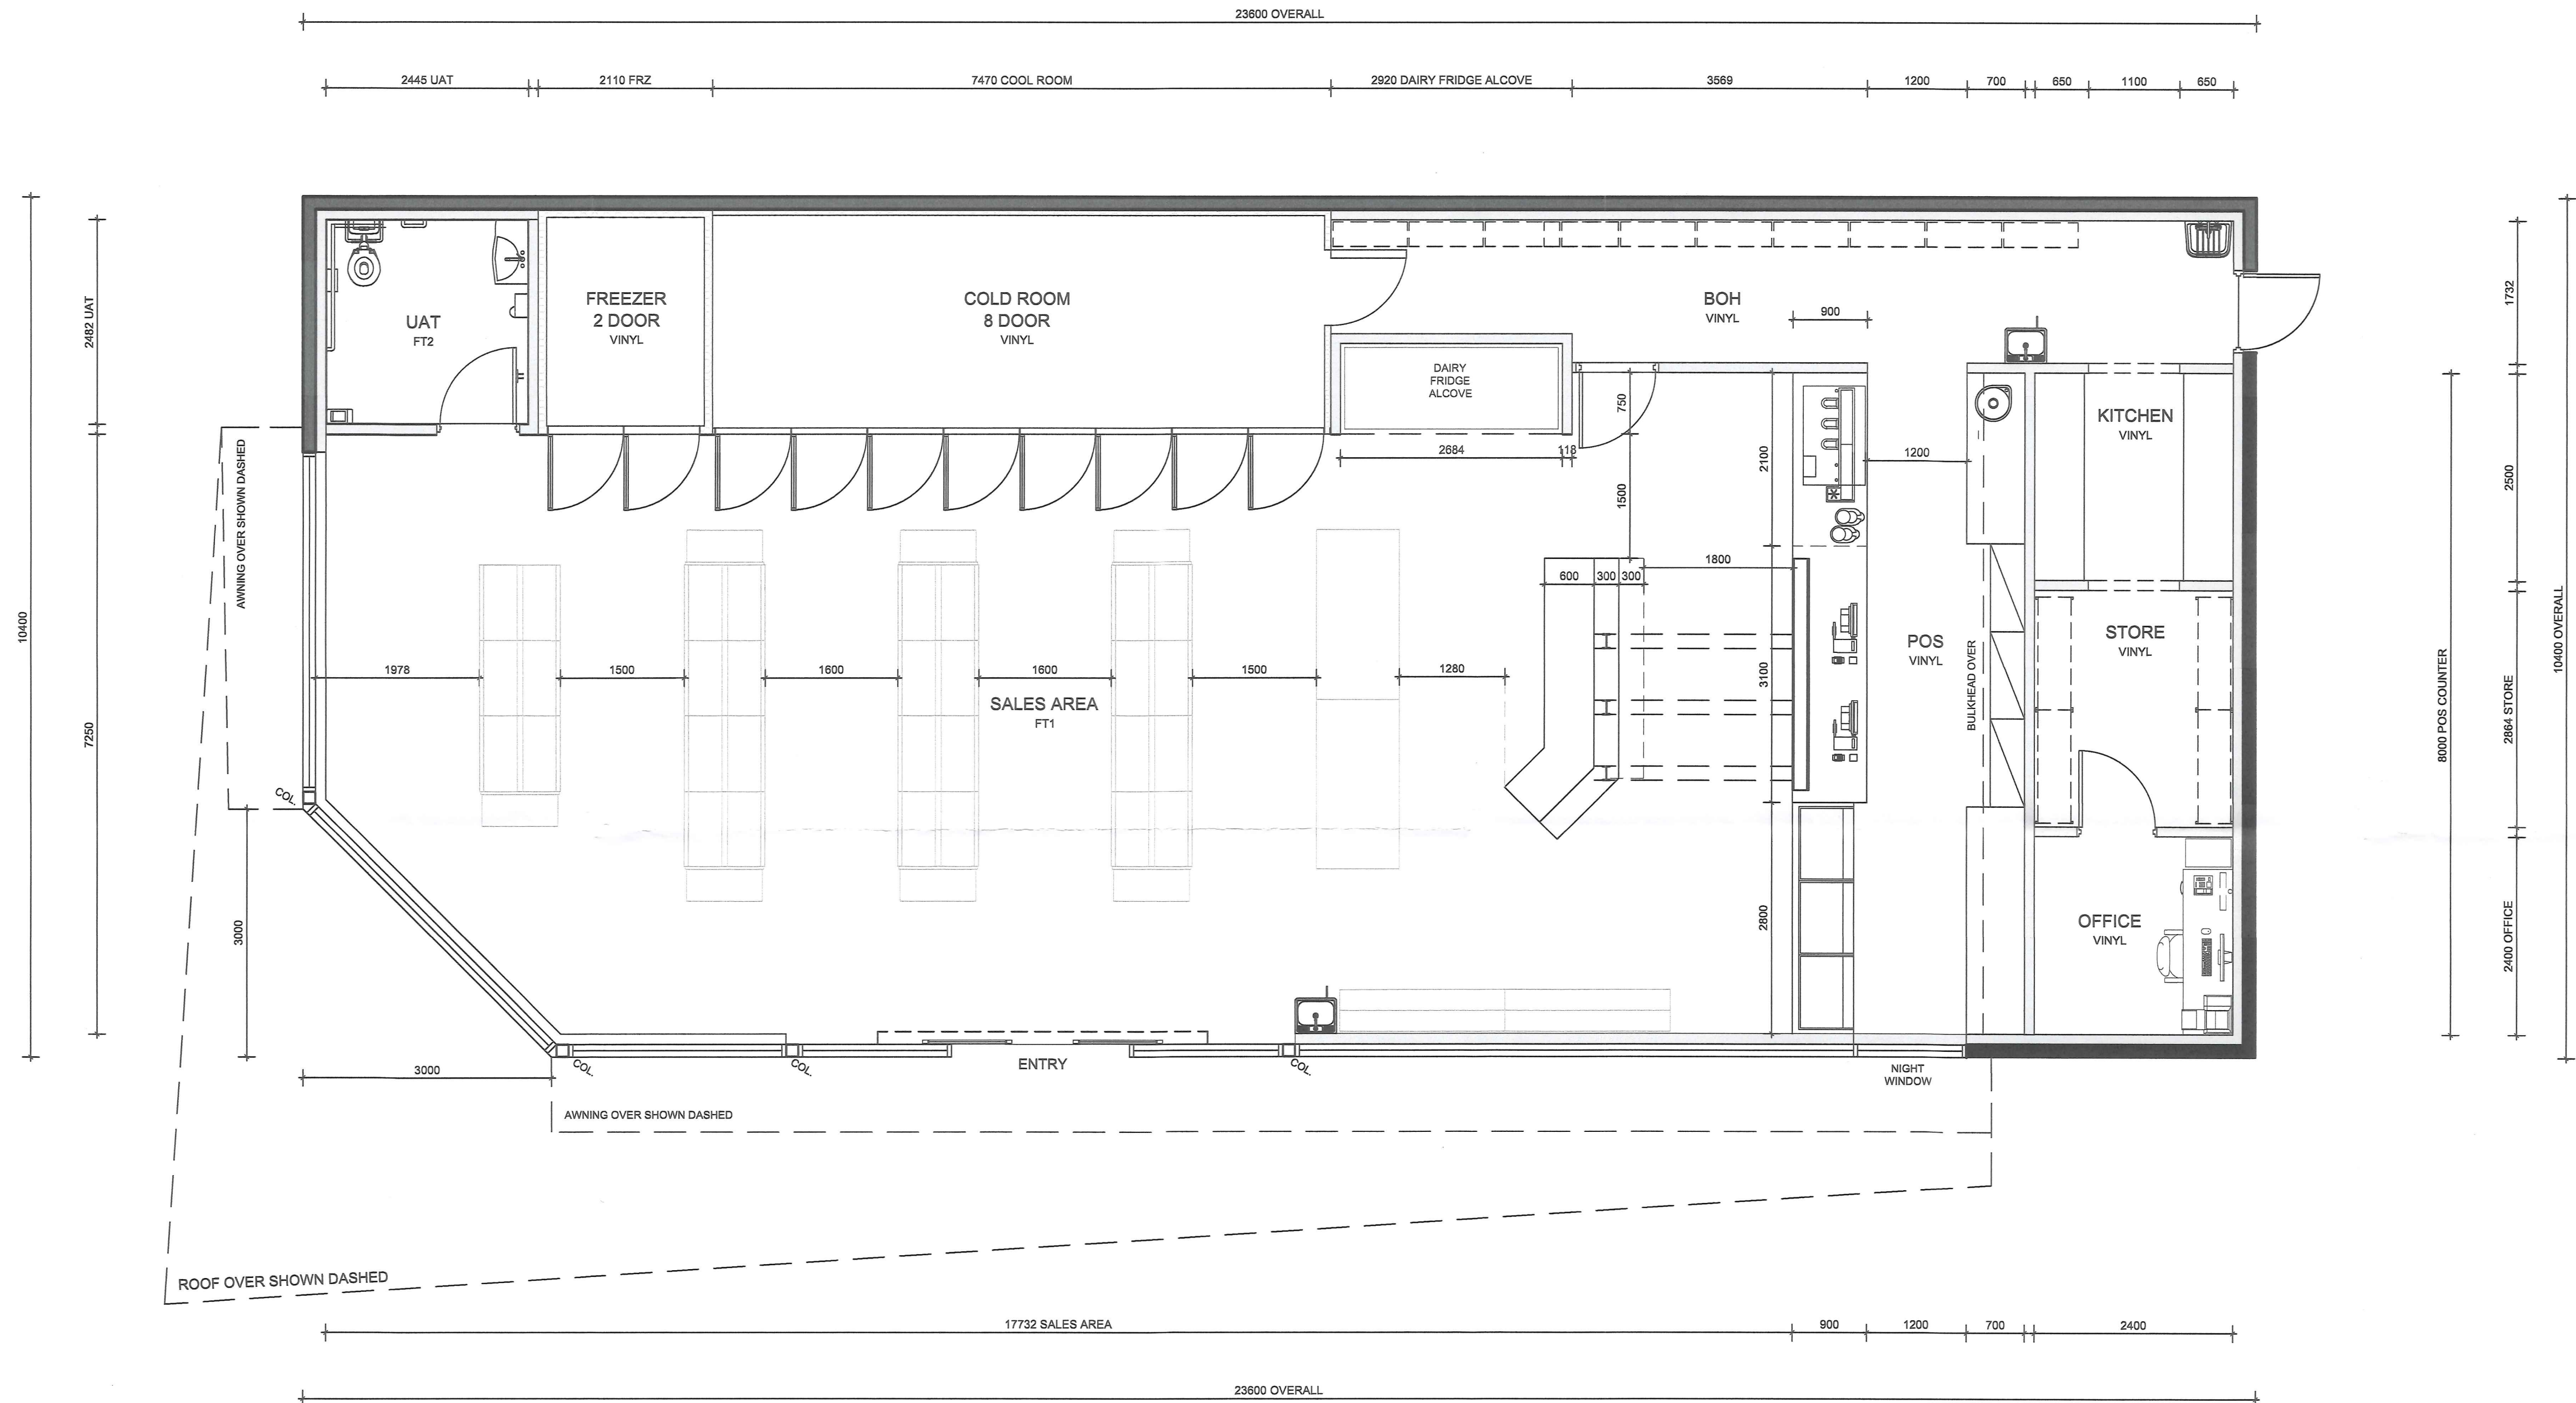 23600 OVERALL
2445 UAT
2110 FRZ
7470 COOL ROOM
2920 DAIRY FRIDGE ALCOVE
3569
1200
700
650
1100
650
10400
2482 UAT
7250
AWNING OVER SHOWN DASHED
3000
UAT
FT2
FREEZER
2 DOOR
VINYL
COLD ROOM
8 DOOR
VINYL
BOH
VINYL
900
DAIRY
FRIDGE
ALCOVE
2684
118
750
1500
2100
1200
KITCHEN
VINYL
1732
2500
600
300
300
1800
1978
1500
1600
1600
1500
1280
SALES AREA
FT1
3100
POS
VINYL
BULKHEAD OVER
STORE
VINYL
2864 STORE
8000 POS COUNTER
10400 OVERALL
2800
OFFICE
VINYL
2400 OFFICE
COL.
COL.
COL.
COL.
ENTRY
NIGHT
WINDOW
3000
AWNING OVER SHOWN DASHED
ROOF OVER SHOWN DASHED
17732 SALES AREA
900
1200
700
2400
23600 OVERALL